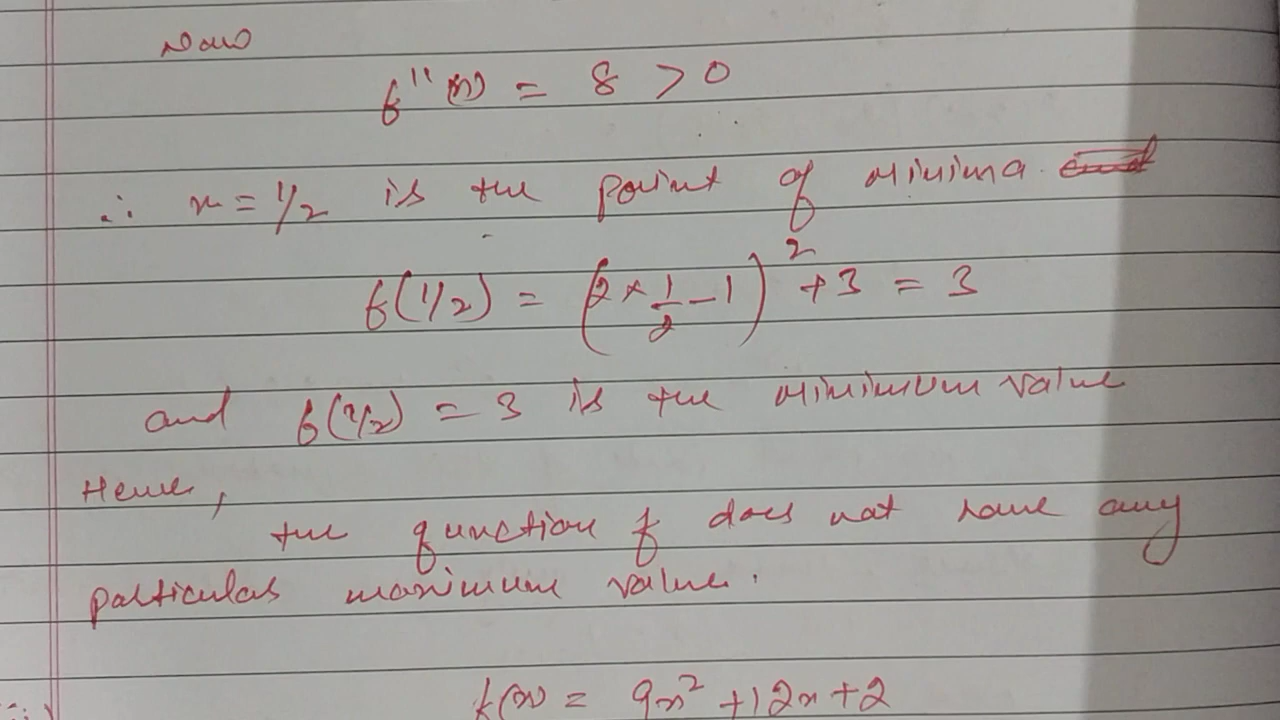 Now
f''(x) = 8 > 0
∴ x = 1/2 is the point of minima.
f(1/2) = (2 × 1/2 - 1)² + 3 = 3
and f(1/2) = 3 is the minimum value
Hence,
the function f does not have any
particular maximum value.
f(x) = 9x² + 12x + 2